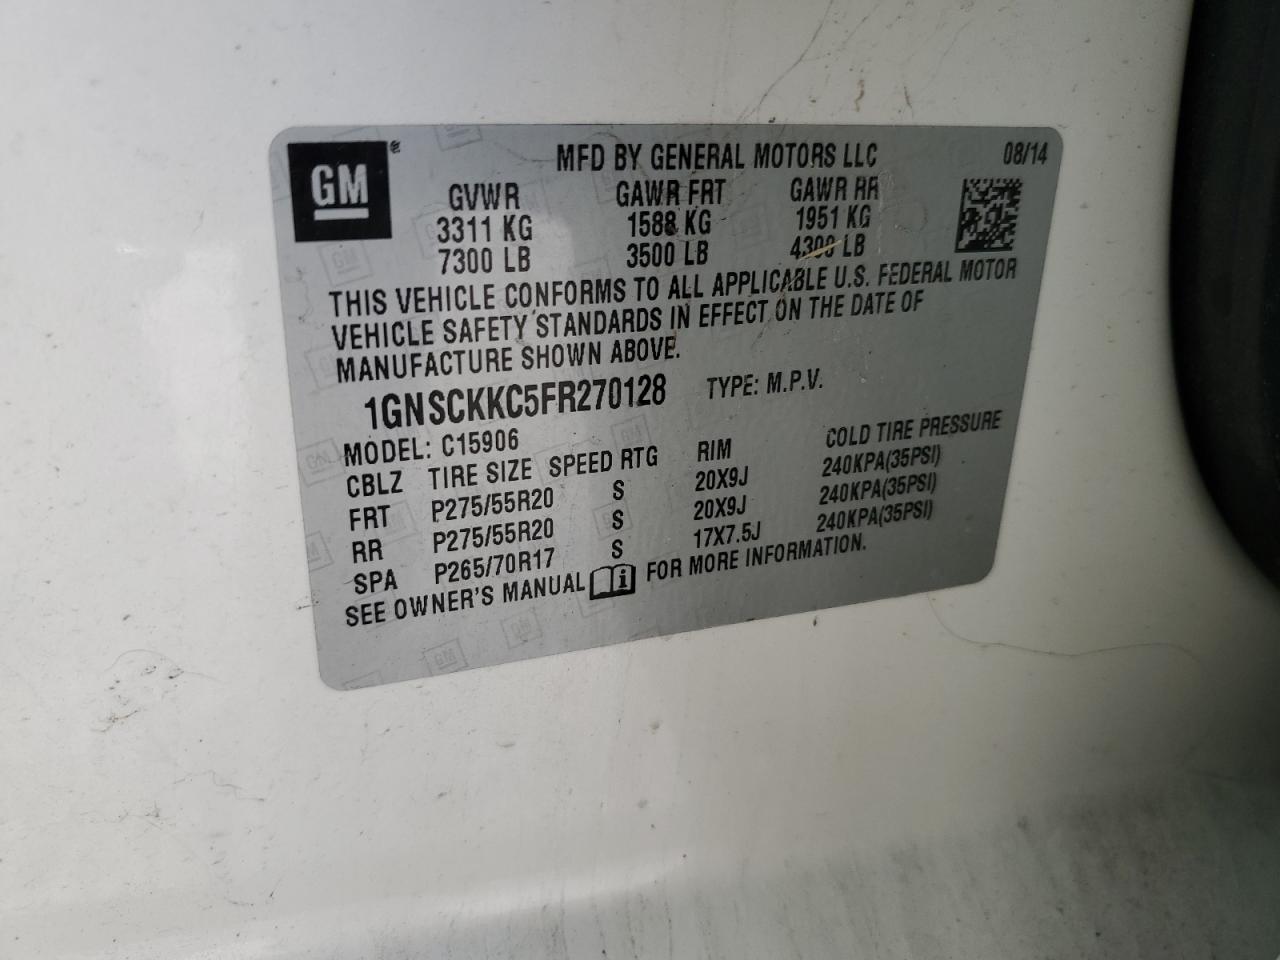 GM
MFD BY GENERAL MOTORS LLC 08/14
GVWR GAWR FRT GAWR RR
3311 KG 1588 KG 1951 KG
7300 LB 3500 LB 4300 LB
THIS VEHICLE CONFORMS TO ALL APPLICABLE U.S. FEDERAL MOTOR
VEHICLE SAFETY STANDARDS IN EFFECT ON THE DATE OF
MANUFACTURE SHOWN ABOVE.
1GNSCKKC5FR270128 TYPE: M.P.V.
MODEL: C15906
CBLZ TIRE SIZE SPEED RTG RIM COLD TIRE PRESSURE
FRT P275/55R20 S 20X9J 240KPA(35PSI)
RR P275/55R20 S 20X9J 240KPA(35PSI)
SPA P265/70R17 S 17X7.5J 240KPA(35PSI)
SEE OWNER'S MANUAL i FOR MORE INFORMATION.